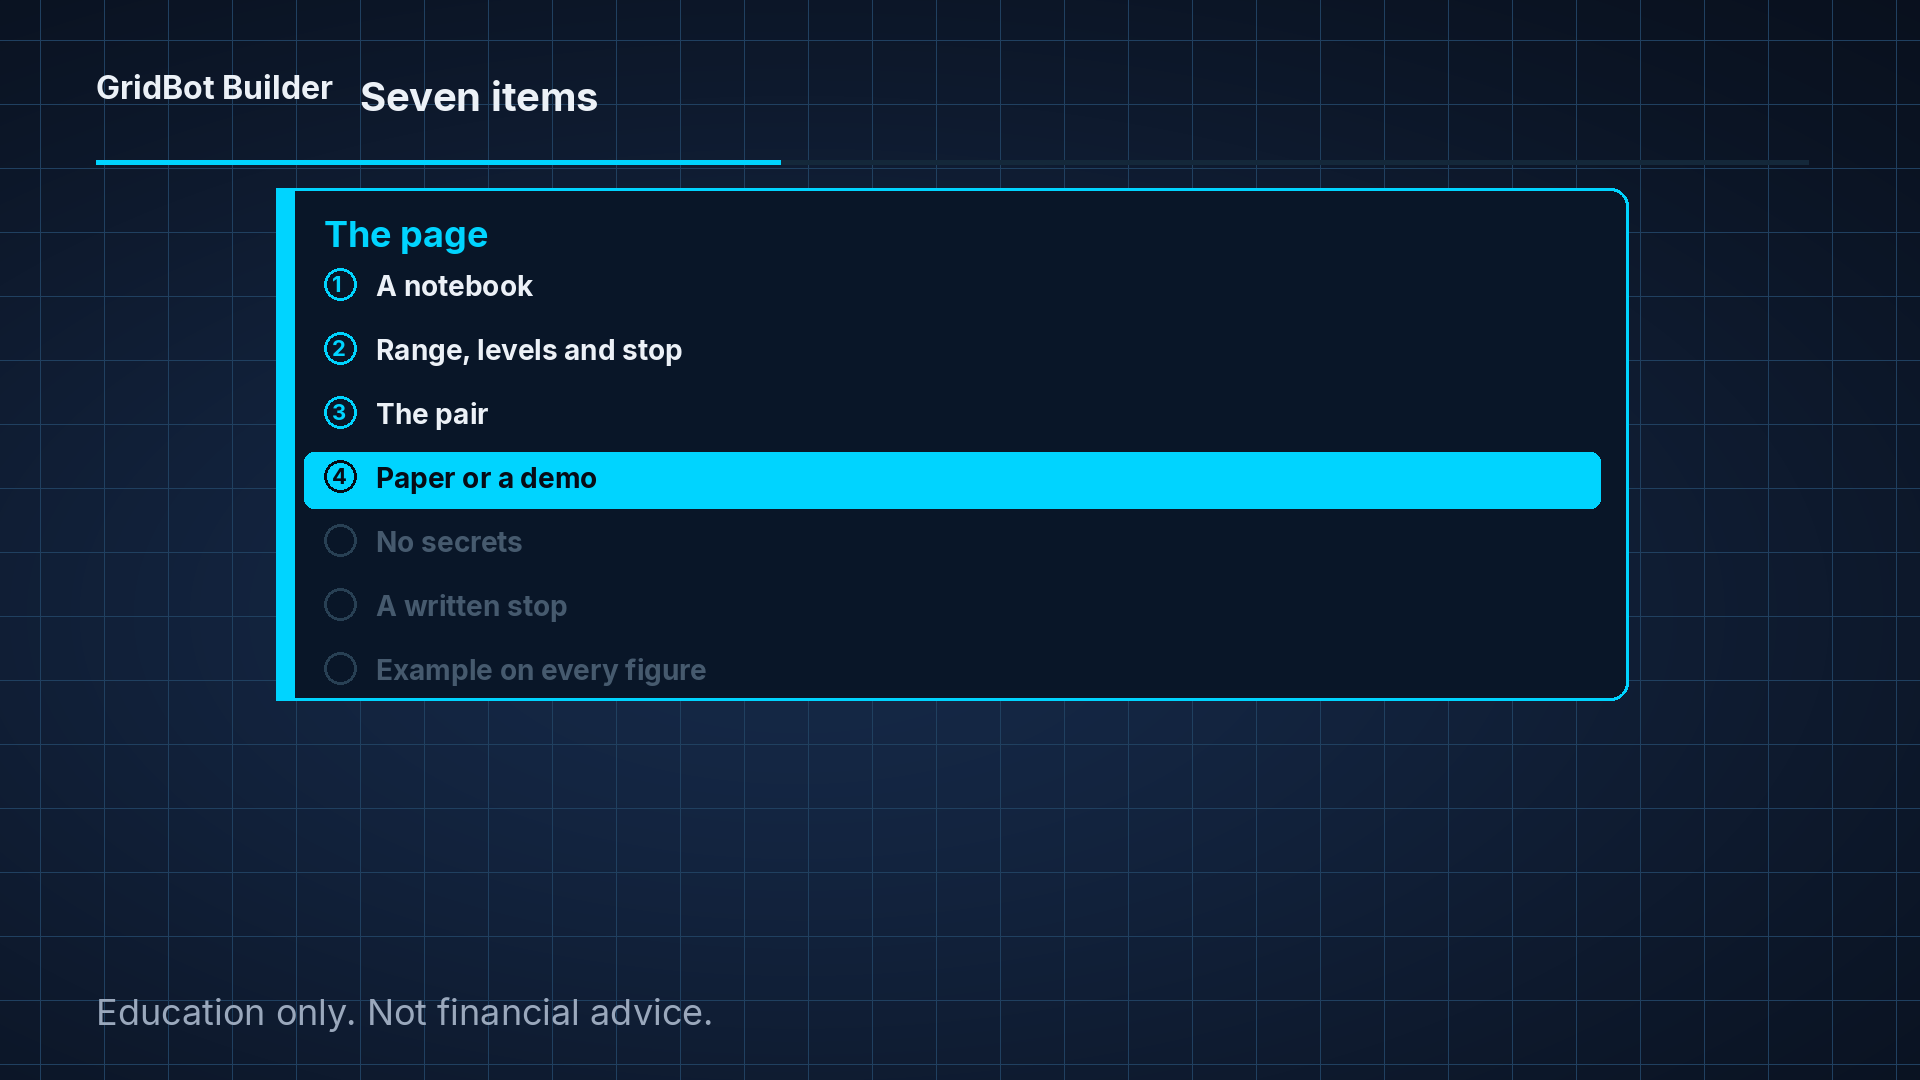 GridBot Builder
Seven items
The page
1 A notebook
2 Range, levels and stop
3 The pair
4 Paper or a demo
No secrets
A written stop
Example on every figure
Education only. Not financial advice.